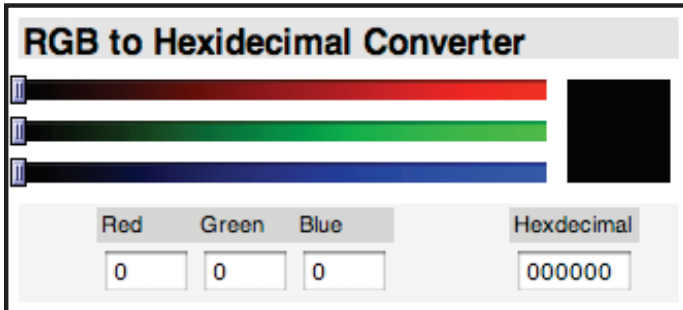 RGB to Hexidecimal Converter
Red Green Blue Hexdecimal
0 0 0 000000